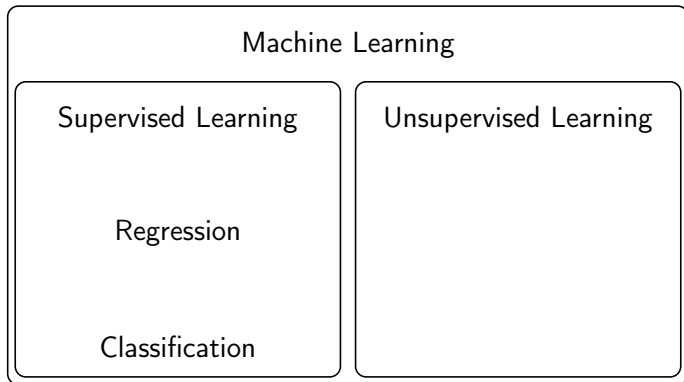 Machine Learning
Supervised Learning
Regression
Classification
Unsupervised Learning